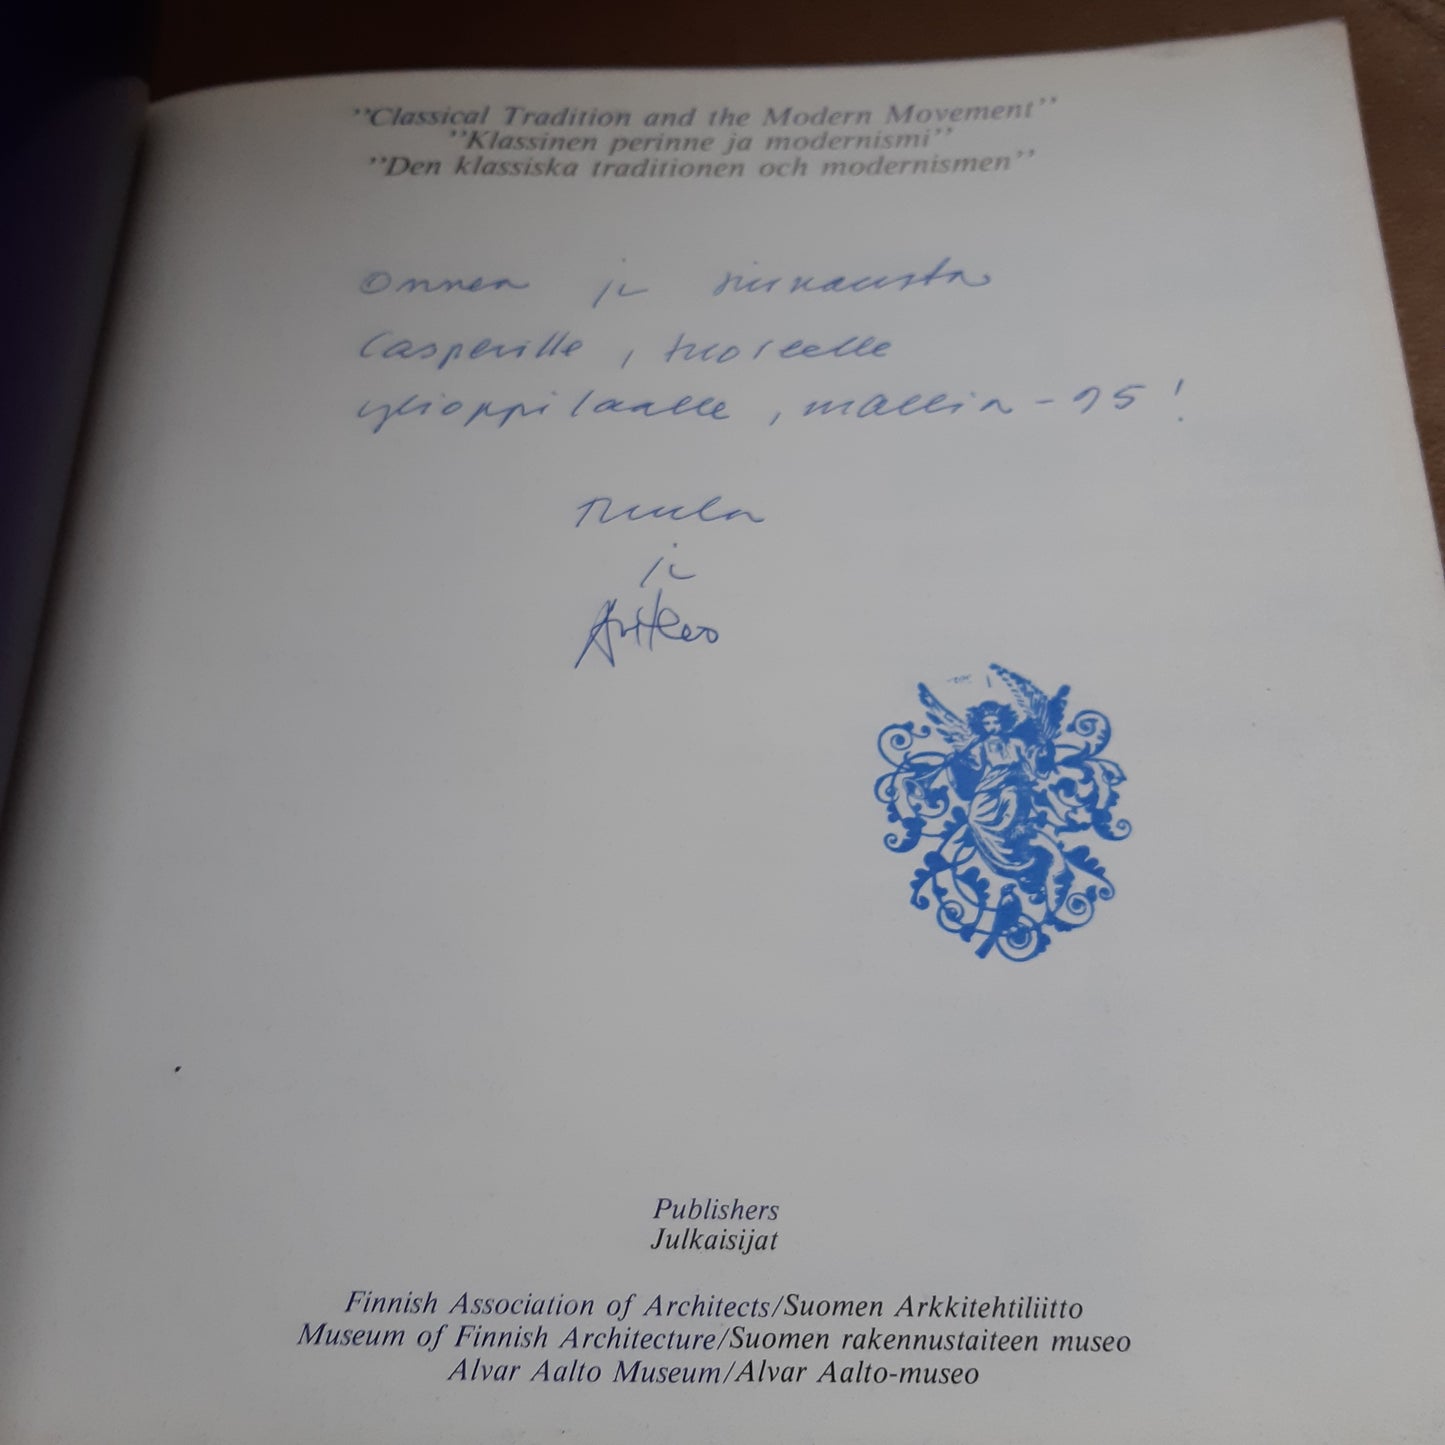 "Classical Tradition and the Modern Movement"
"Klassinen perinne ja modernismi"
"Den klassiska traditionen och modernismen"
Onnea ja siunausta
Casperille, tuoreelle
ylioppilaalle, mallia -95!
Tuula
ja
Publishers
Julkaisijat
Finnish Association of Architects/Suomen Arkkitehtiliitto
Museum of Finnish Architecture/Suomen rakennustaiteen museo
Alvar Aalto Museum/Alvar Aalto-museo